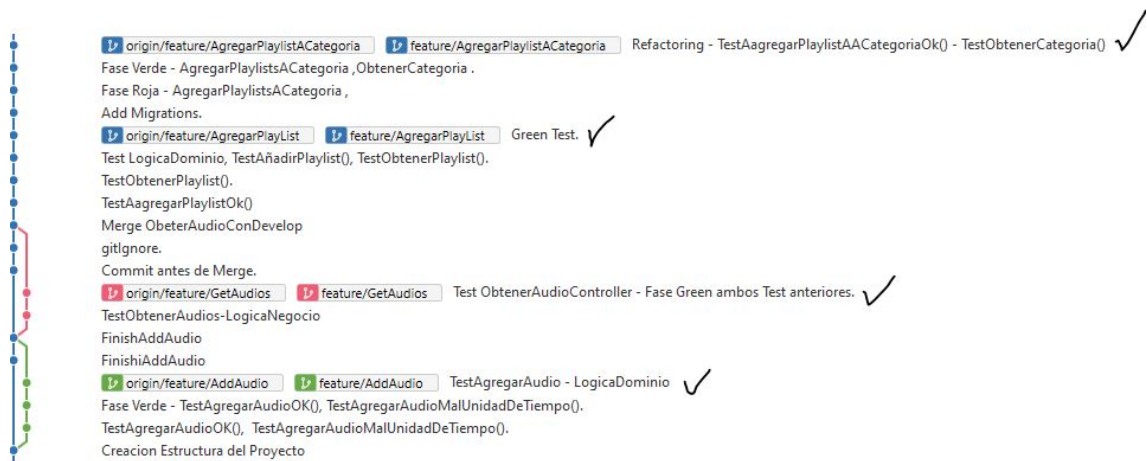 origin/feature/AgregarPlaylistACategoria feature/AgregarPlaylistACategoria Refactoring - TestAagregarPlaylistAACategoriaOk() - TestObtenerCategoria()
Fase Verde - AgregarPlaylistsACategoria ,ObtenerCategoria .
Fase Roja - AgregarPlaylistsACategoria ,
Add Migrations.
origin/feature/AgregarPlayList feature/AgregarPlayList Green Test.
Test LogicaDominio, TestAñadirPlaylist(), TestObtenerPlaylist().
TestObtenerPlaylist().
TestAagregarPlaylistOk()
Merge ObeterAudioConDevelop
gitIgnore.
Commit antes de Merge.
origin/feature/GetAudios feature/GetAudios Test ObtenerAudioController - Fase Green ambos Test anteriores.
TestObtenerAudios-LogicaNegocio
FinishAddAudio
FinishiAddAudio
origin/feature/AddAudio feature/AddAudio TestAgregarAudio - LogicaDominio
Fase Verde - TestAgregarAudioOK(), TestAgregarAudioMalUnidadDeTiempo().
TestAgregarAudioOK(), TestAgregarAudioMalUnidadDeTiempo().
Creacion Estructura del Proyecto